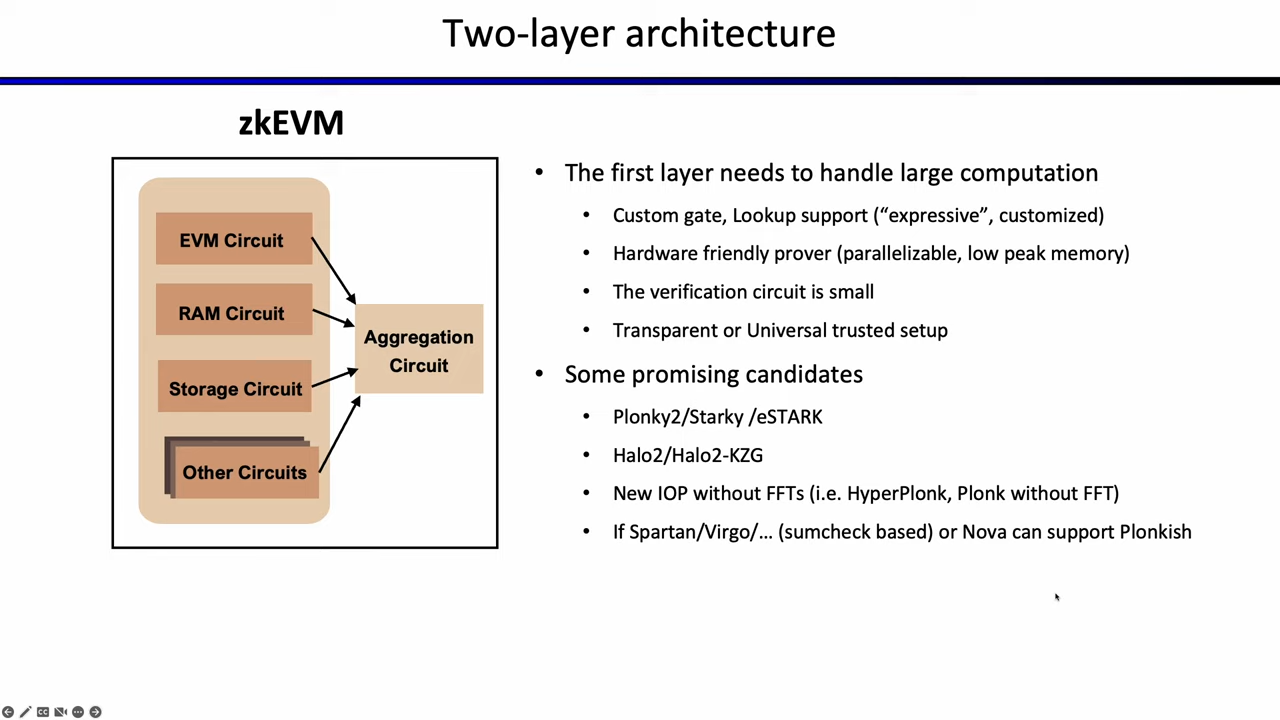 Two-layer architecture
zkEVM
EVM Circuit
RAM Circuit
Storage Circuit
Other Circuits
Aggregation
Circuit
• The first layer needs to handle large computation
• Custom gate, Lookup support (“expressive”, customized)
• Hardware friendly prover (parallelizable, low peak memory)
• The verification circuit is small
• Transparent or Universal trusted setup
• Some promising candidates
• Plonky2/Starky /eSTARK
• Halo2/Halo2-KZG
• New IOP without FFTs (i.e. HyperPlonk, Plonk without FFT)
• If Spartan/Virgo/... (sumcheck based) or Nova can support Plonkish